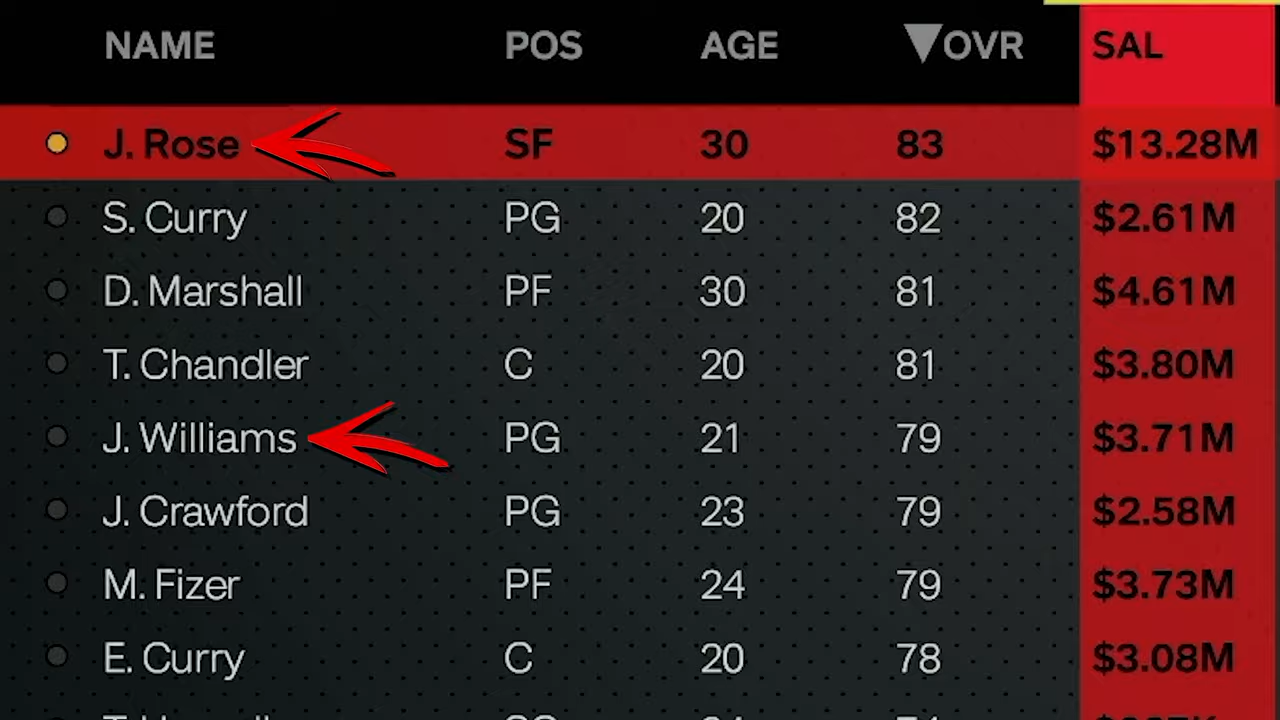 NAME POS AGE ▼OVR SAL
J. Rose SF 30 83 $13.28M
S. Curry PG 20 82 $2.61M
D. Marshall PF 30 81 $4.61M
T. Chandler C 20 81 $3.80M
J. Williams PG 21 79 $3.71M
J. Crawford PG 23 79 $2.58M
M. Fizer PF 24 79 $3.73M
E. Curry C 20 78 $3.08M